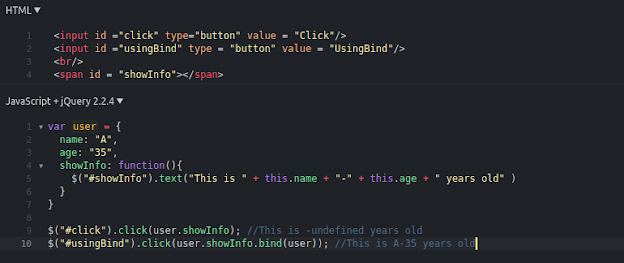 HTML ▼
1 <input id ="click" type="button" value = "Click"/>
2 <input id ="usingBind" type = "button" value = "UsingBind"/>
3 <br/>
4 <span id = "showInfo"></span>
JavaScript + jQuery 2.2.4 ▼
1 ▾ var user = {
2 name: "A",
3 age: "35",
4 ▾ showInfo: function(){
5 $("#showInfo").text("This is " + this.name + "-" + this.age + " years old" )
6 }
7 }
8
9 $("#click").click(user.showInfo); //This is -undefined years old
10 $("#usingBind").click(user.showInfo.bind(user)); //This is A-35 years old